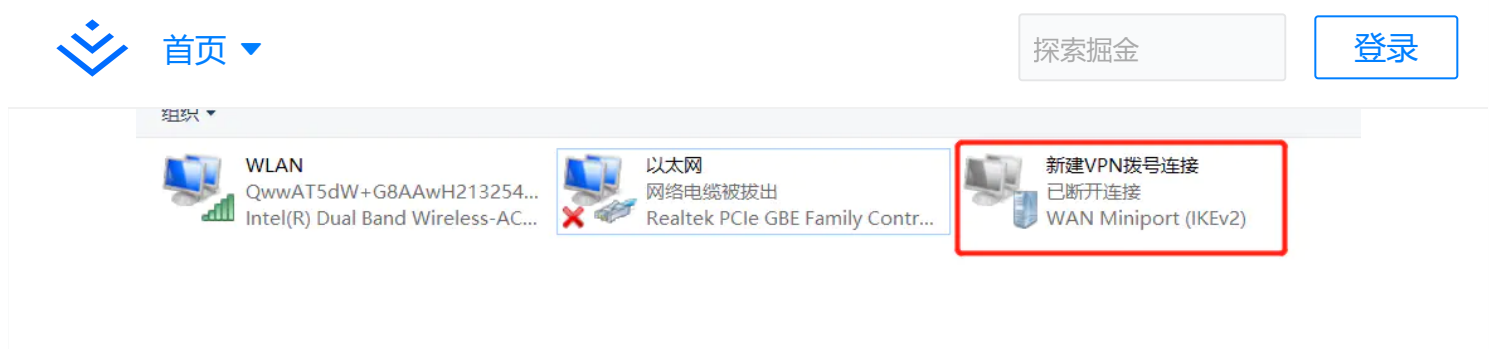 首页
探索掘金
登录
组织
WLAN
QwwAT5dW+G8AAwH213254...
Intel(R) Dual Band Wireless-AC...
以太网
网络电缆被拔出
Realtek PCIe GBE Family Contr...
新建VPN拨号连接
已断开连接
WAN Miniport (IKEv2)